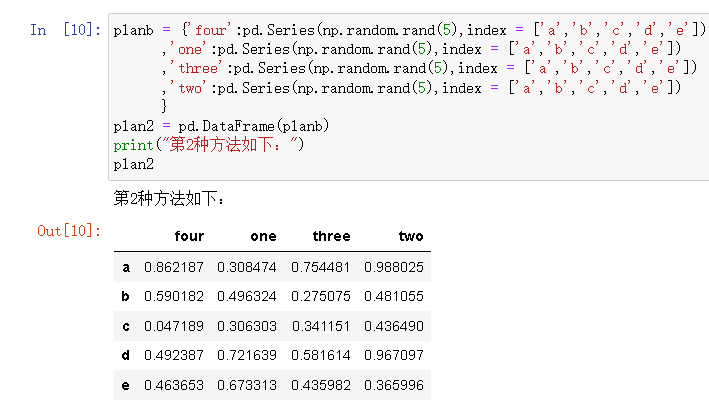 In [10]: planb = {'four':pd.Series(np.random.rand(5),index = ['a','b','c','d','e'])
,'one':pd.Series(np.random.rand(5),index = ['a','b','c','d','e'])
,'three':pd.Series(np.random.rand(5),index = ['a','b','c','d','e'])
,'two':pd.Series(np.random.rand(5),index = ['a','b','c','d','e'])
}
plan2 = pd.DataFrame(planb)
print("第2种方法如下：")
plan2
第2种方法如下：
Out[10]:
four one three two
a 0.862187 0.308474 0.754481 0.988025
b 0.590182 0.496324 0.275075 0.481055
c 0.047189 0.306303 0.341151 0.436490
d 0.492387 0.721639 0.581614 0.967097
e 0.463653 0.673313 0.435982 0.365996